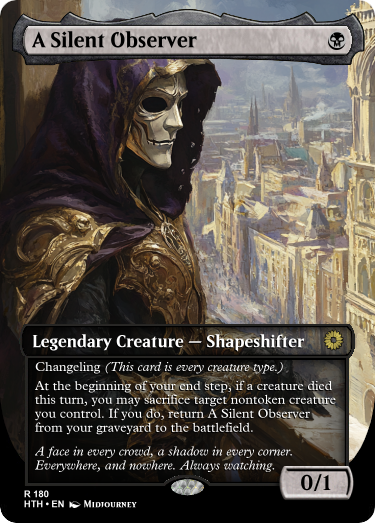 A Silent Observer
Legendary Creature — Shapeshifter
Changeling (This card is every creature type.)
At the beginning of your end step, if a creature died
this turn, you may sacrifice target nontoken creature
you control. If you do, return A Silent Observer
from your graveyard to the battlefield.
A face in every crowd, a shadow in every corner.
Everywhere, and nowhere. Always watching.
0/1
R 180
HTH • EN Midjourney